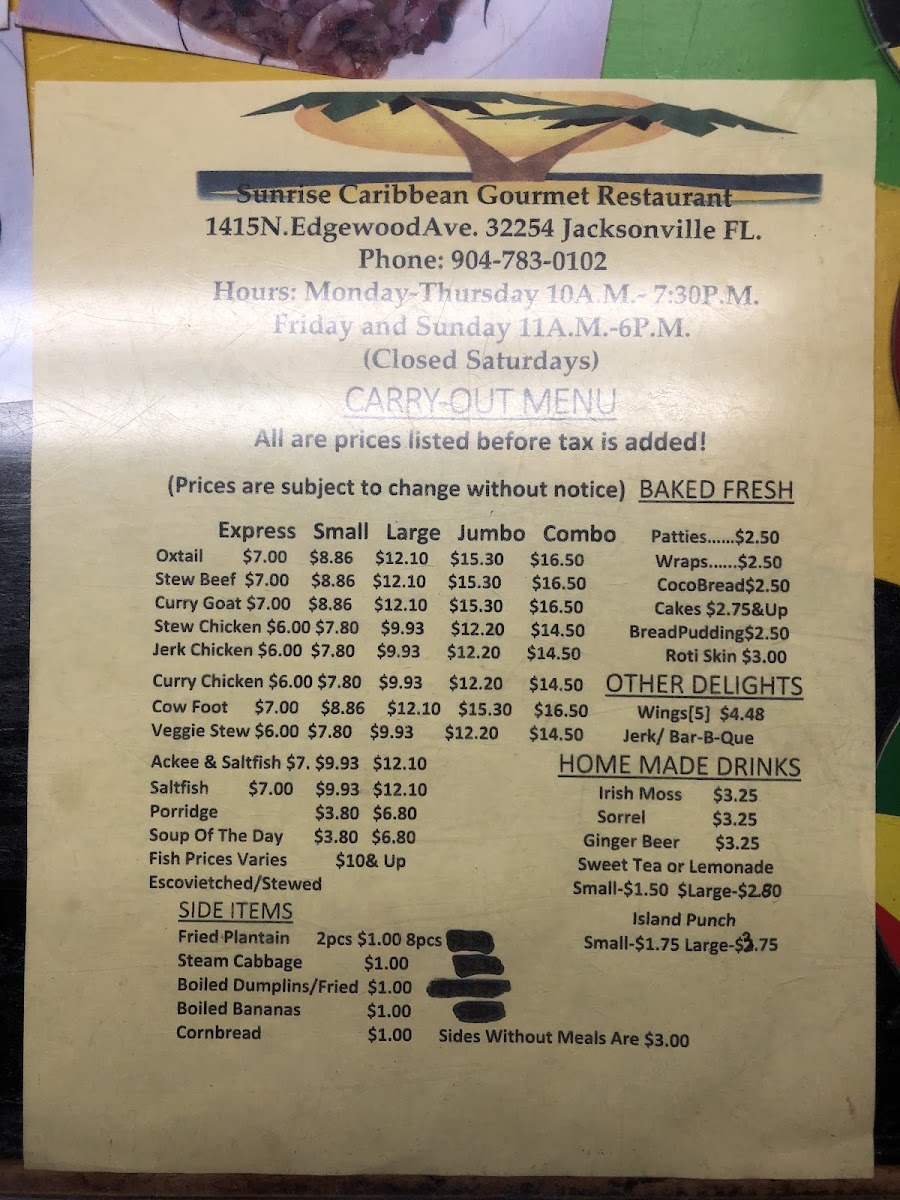 Sunrise Caribbean Gourmet Restaurant
1415N.EdgewoodAve. 32254 Jacksonville FL.
Phone: 904-783-0102
Hours: Monday-Thursday 10A.M.- 7:30P.M.
Friday and Sunday 11A.M.-6P.M.
(Closed Saturdays)
CARRY-OUT MENU
All are prices listed before tax is added!
(Prices are subject to change without notice)
Express Small Large Jumbo Combo
Oxtail $7.00 $8.86 $12.10 $15.30 $16.50
Stew Beef $7.00 $8.86 $12.10 $15.30 $16.50
Curry Goat $7.00 $8.86 $12.10 $15.30 $16.50
Stew Chicken $6.00 $7.80 $9.93 $12.20 $14.50
Jerk Chicken $6.00 $7.80 $9.93 $12.20 $14.50
Curry Chicken $6.00 $7.80 $9.93 $12.20 $14.50
Cow Foot $7.00 $8.86 $12.10 $15.30 $16.50
Veggie Stew $6.00 $7.80 $9.93 $12.20 $14.50
Ackee & Saltfish $7. $9.93 $12.10
Saltfish $7.00 $9.93 $12.10
Porridge $3.80 $6.80
Soup Of The Day $3.80 $6.80
Fish Prices Varies $10& Up
Escovietched/Stewed
SIDE ITEMS
Fried Plantain 2pcs $1.00 8pcs
Steam Cabbage $1.00
Boiled Dumplins/Fried $1.00
Boiled Bananas $1.00
Cornbread $1.00 Sides Without Meals Are $3.00
BAKED FRESH
Patties......$2.50
Wraps......$2.50
CocoBread$2.50
Cakes $2.75&Up
BreadPudding$2.50
Roti Skin $3.00
OTHER DELIGHTS
Wings[5] $4.48
Jerk/ Bar-B-Que
HOME MADE DRINKS
Irish Moss $3.25
Sorrel $3.25
Ginger Beer $3.25
Sweet Tea or Lemonade
Small-$1.50 $Large-$2.80
Island Punch
Small-$1.75 Large-$3.75